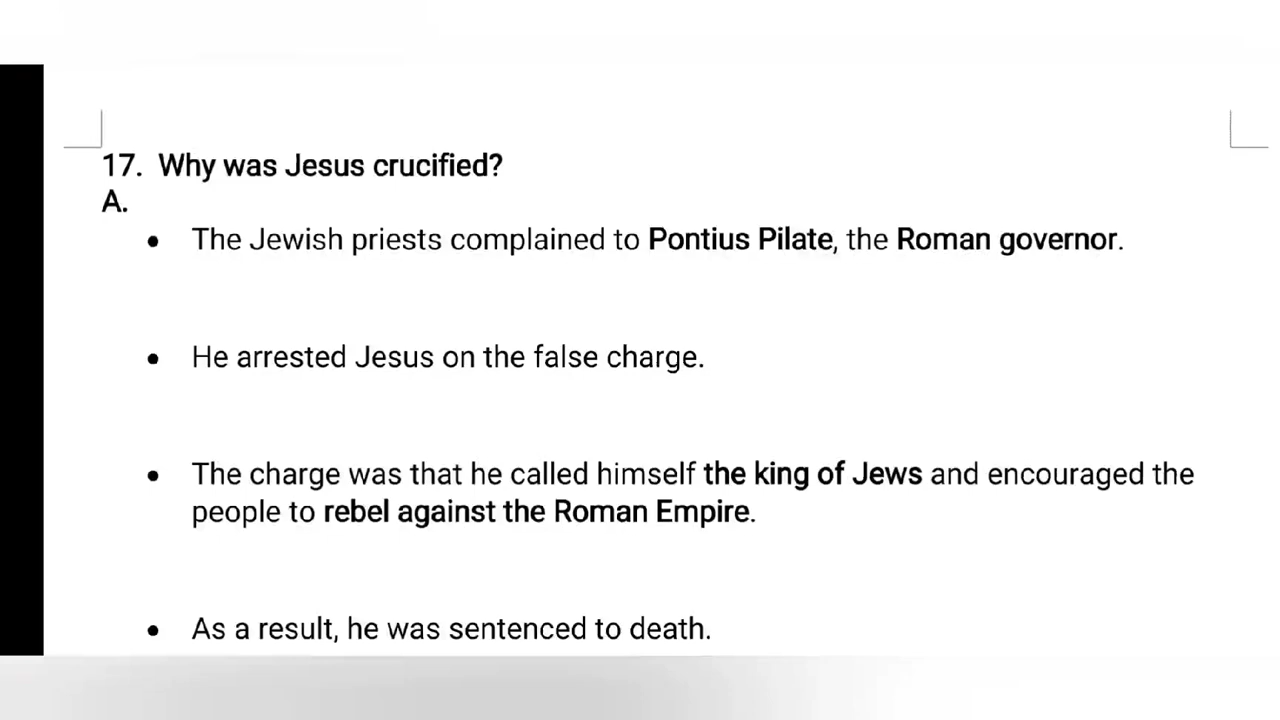 17. Why was Jesus crucified?
A.
• The Jewish priests complained to Pontius Pilate, the Roman governor.
• He arrested Jesus on the false charge.
• The charge was that he called himself the king of Jews and encouraged the
people to rebel against the Roman Empire.
• As a result, he was sentenced to death.